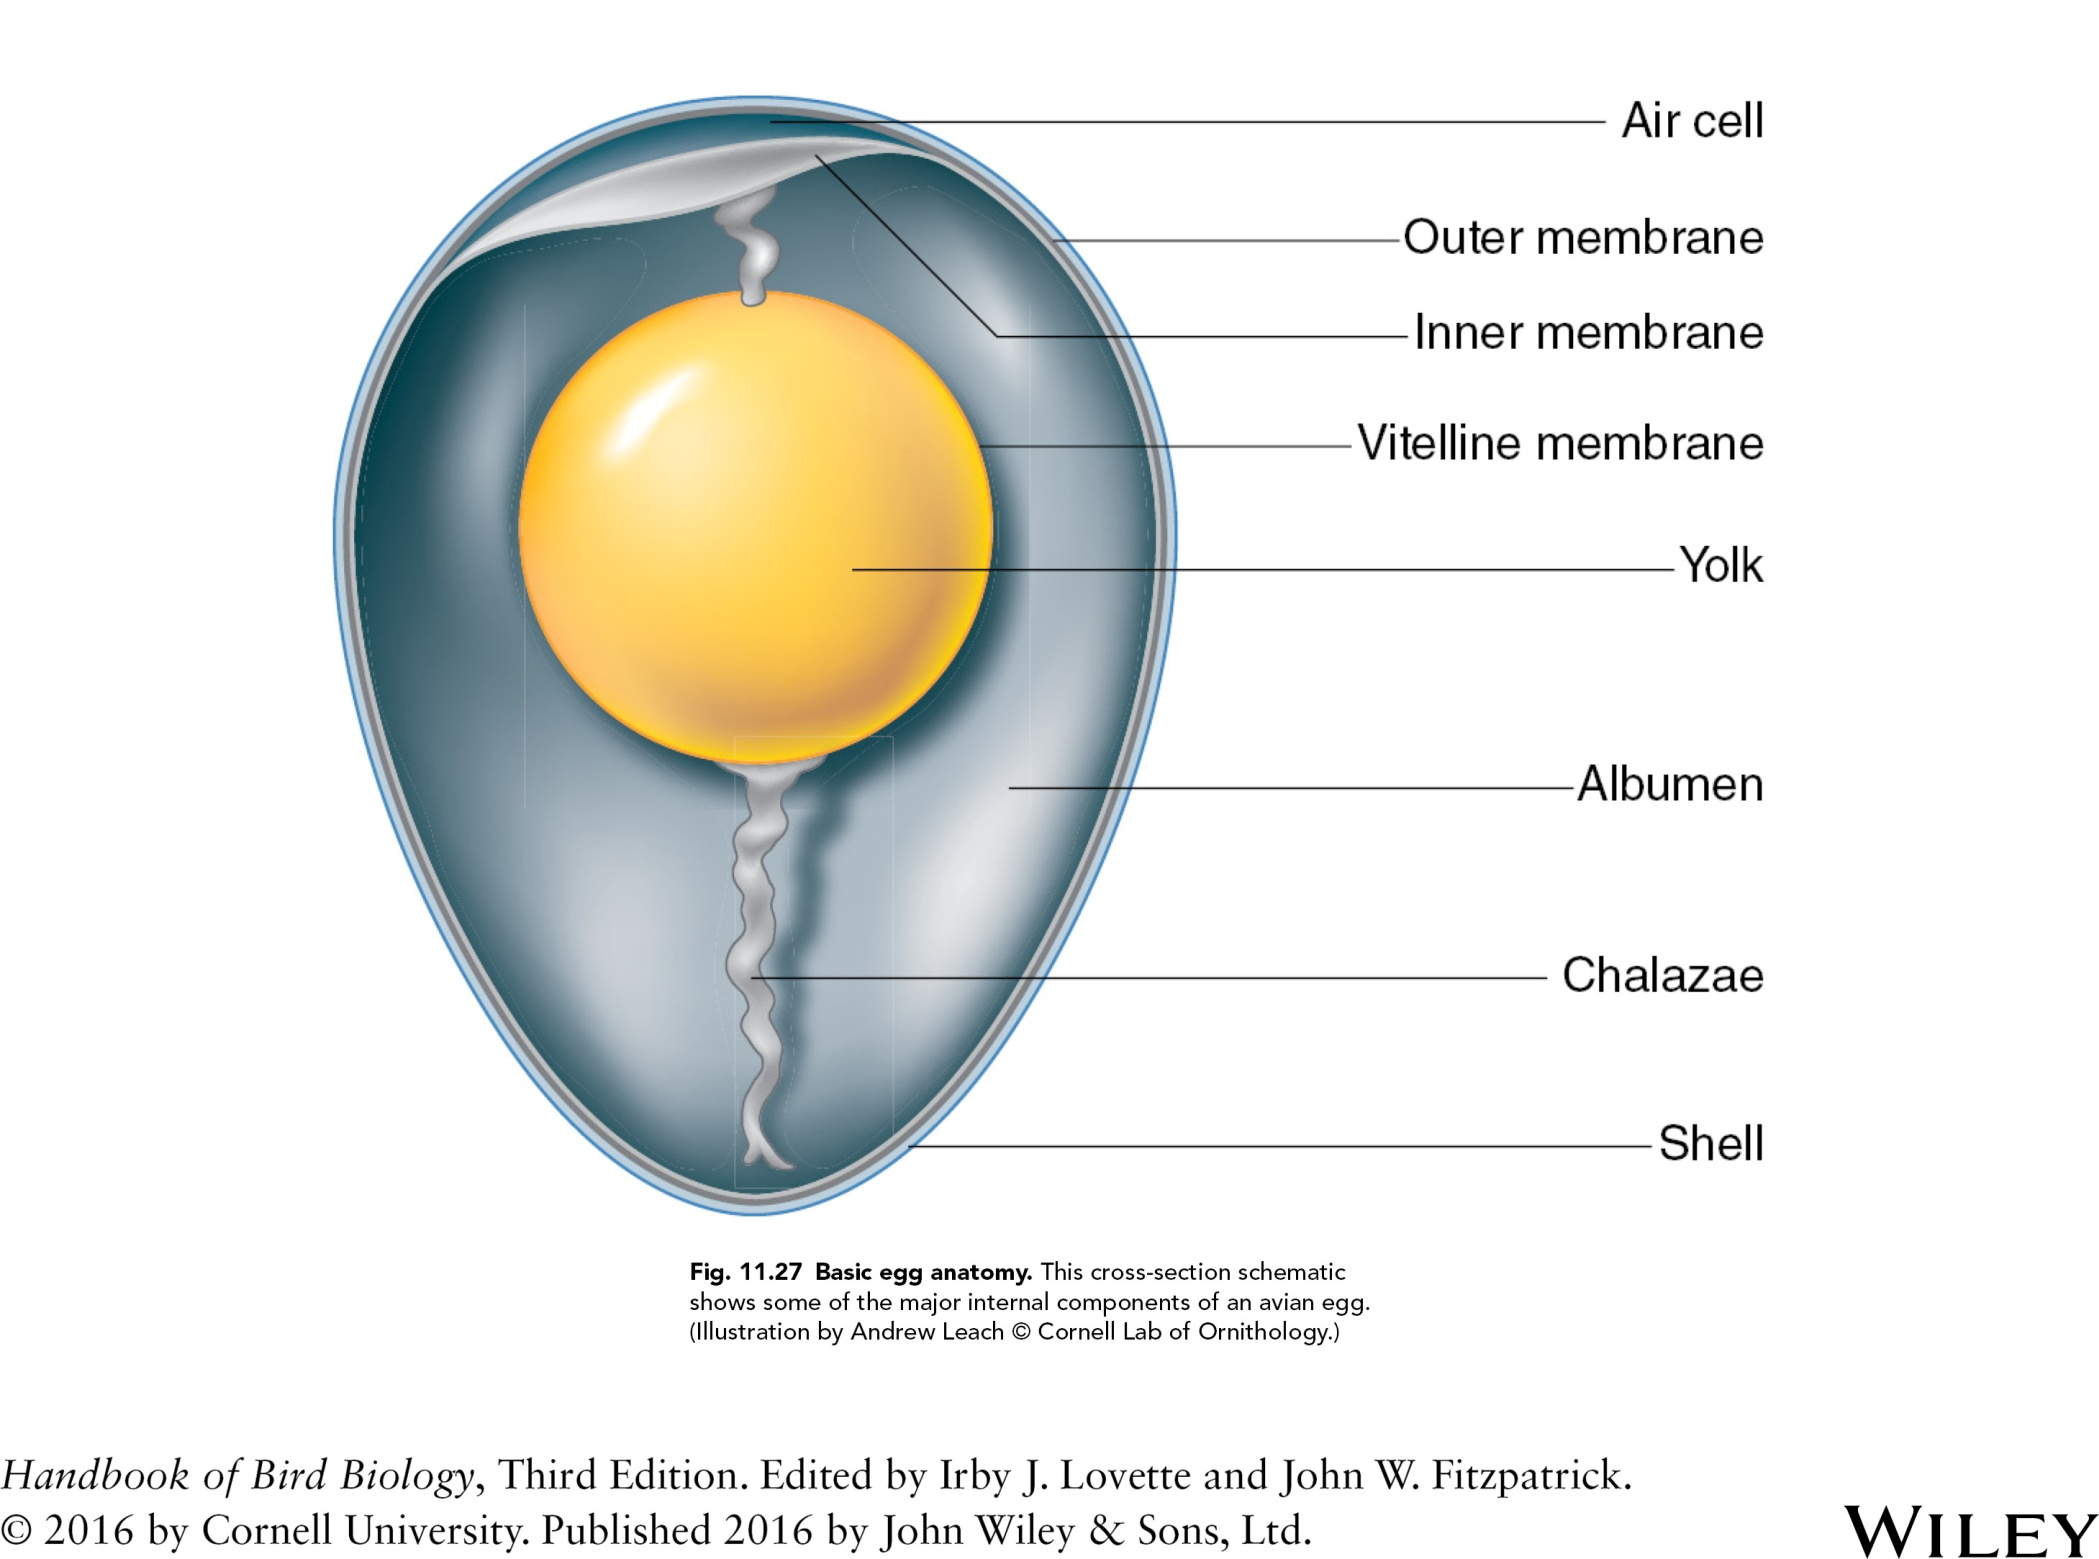 Air cell
Outer membrane
Inner membrane
Vitelline membrane
Yolk
Albumen
Chalazae
Shell
Fig. 11.27 Basic egg anatomy. This cross-section schematic
shows some of the major internal components of an avian egg.
(Illustration by Andrew Leach © Cornell Lab of Ornithology.)
Handbook of Bird Biology, Third Edition. Edited by Irby J. Lovette and John W. Fitzpatrick.
© 2016 by Cornell University. Published 2016 by John Wiley & Sons, Ltd.
WILEY